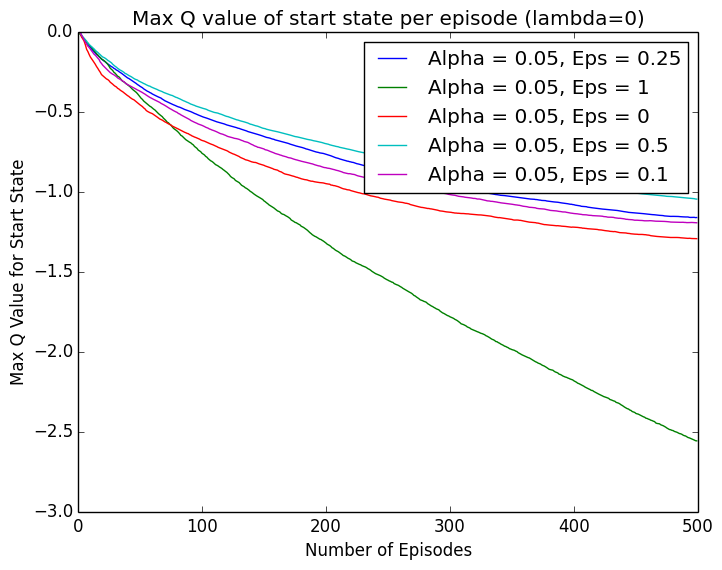 Max Q value of start state per episode (lambda=0)
0.0
−0.5
−1.0
−1.5
−2.0
−2.5
−3.0
Max Q Value for Start State
Alpha = 0.05, Eps = 0.25
Alpha = 0.05, Eps = 1
Alpha = 0.05, Eps = 0
Alpha = 0.05, Eps = 0.5
Alpha = 0.05, Eps = 0.1
0 100 200 300 400 500
Number of Episodes